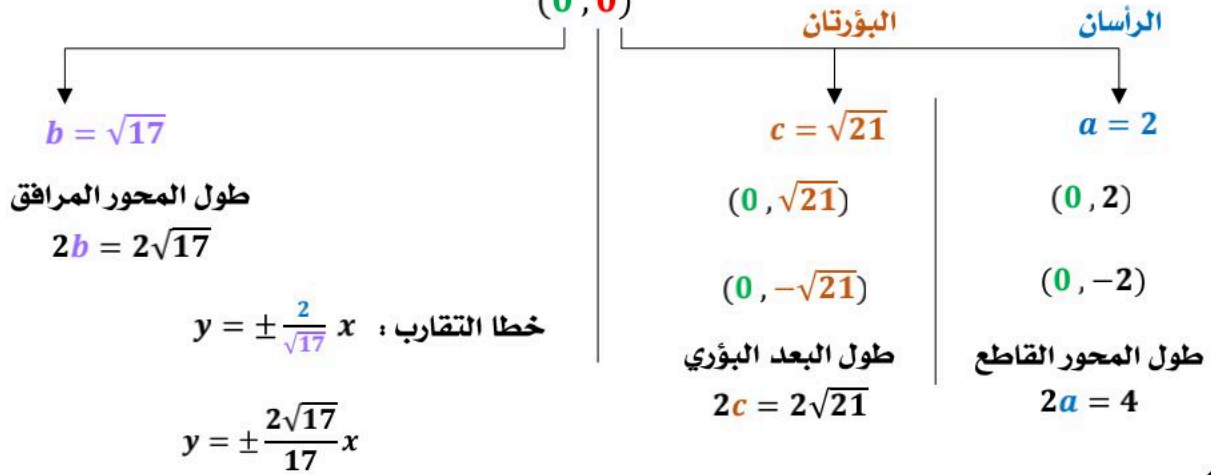 (0 , 0)
الرأسان
البؤرتان
a = 2
c = √21
b = √17
(0 , 2)
(0 , √21)
طول المحور المرافق
2b = 2√17
(0 , −2)
(0 , −√21)
خطا التقارب : y = ± 2/√17 x
طول المحور القاطع
طول البعد البؤري
2a = 4
2c = 2√21
y = ± 2√17/17 x